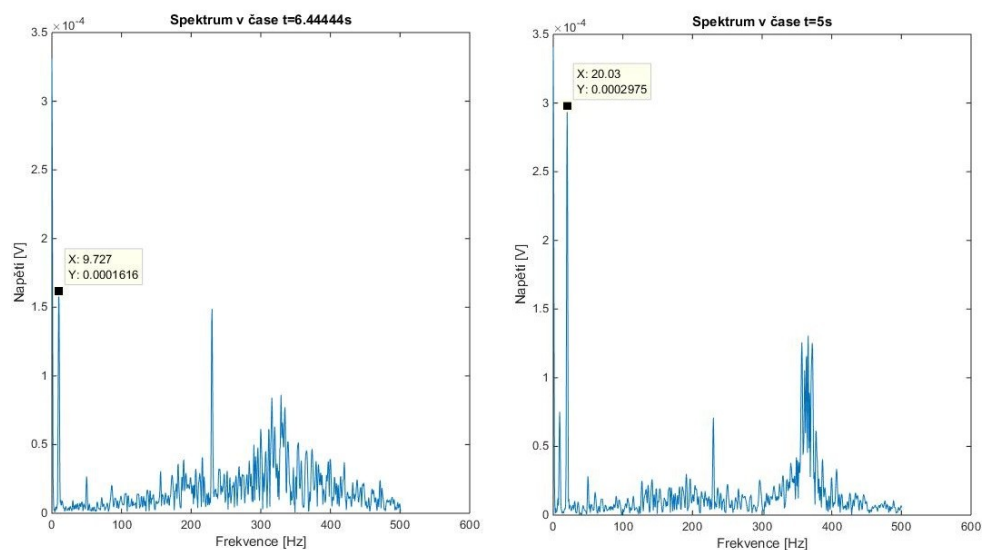 Spektrum v čase t=6.44444s
×10⁻⁴
3.5
3
2.5
2
1.5
1
0.5
0
Napětí [V]
X: 9.727
Y: 0.0001616
0 100 200 300 400 500 600
Frekvence [Hz]
Spektrum v čase t=5s
×10⁻⁴
3.5
3
2.5
2
1.5
1
0.5
0
Napětí [V]
X: 20.03
Y: 0.0002975
0 100 200 300 400 500 600
Frekvence [Hz]